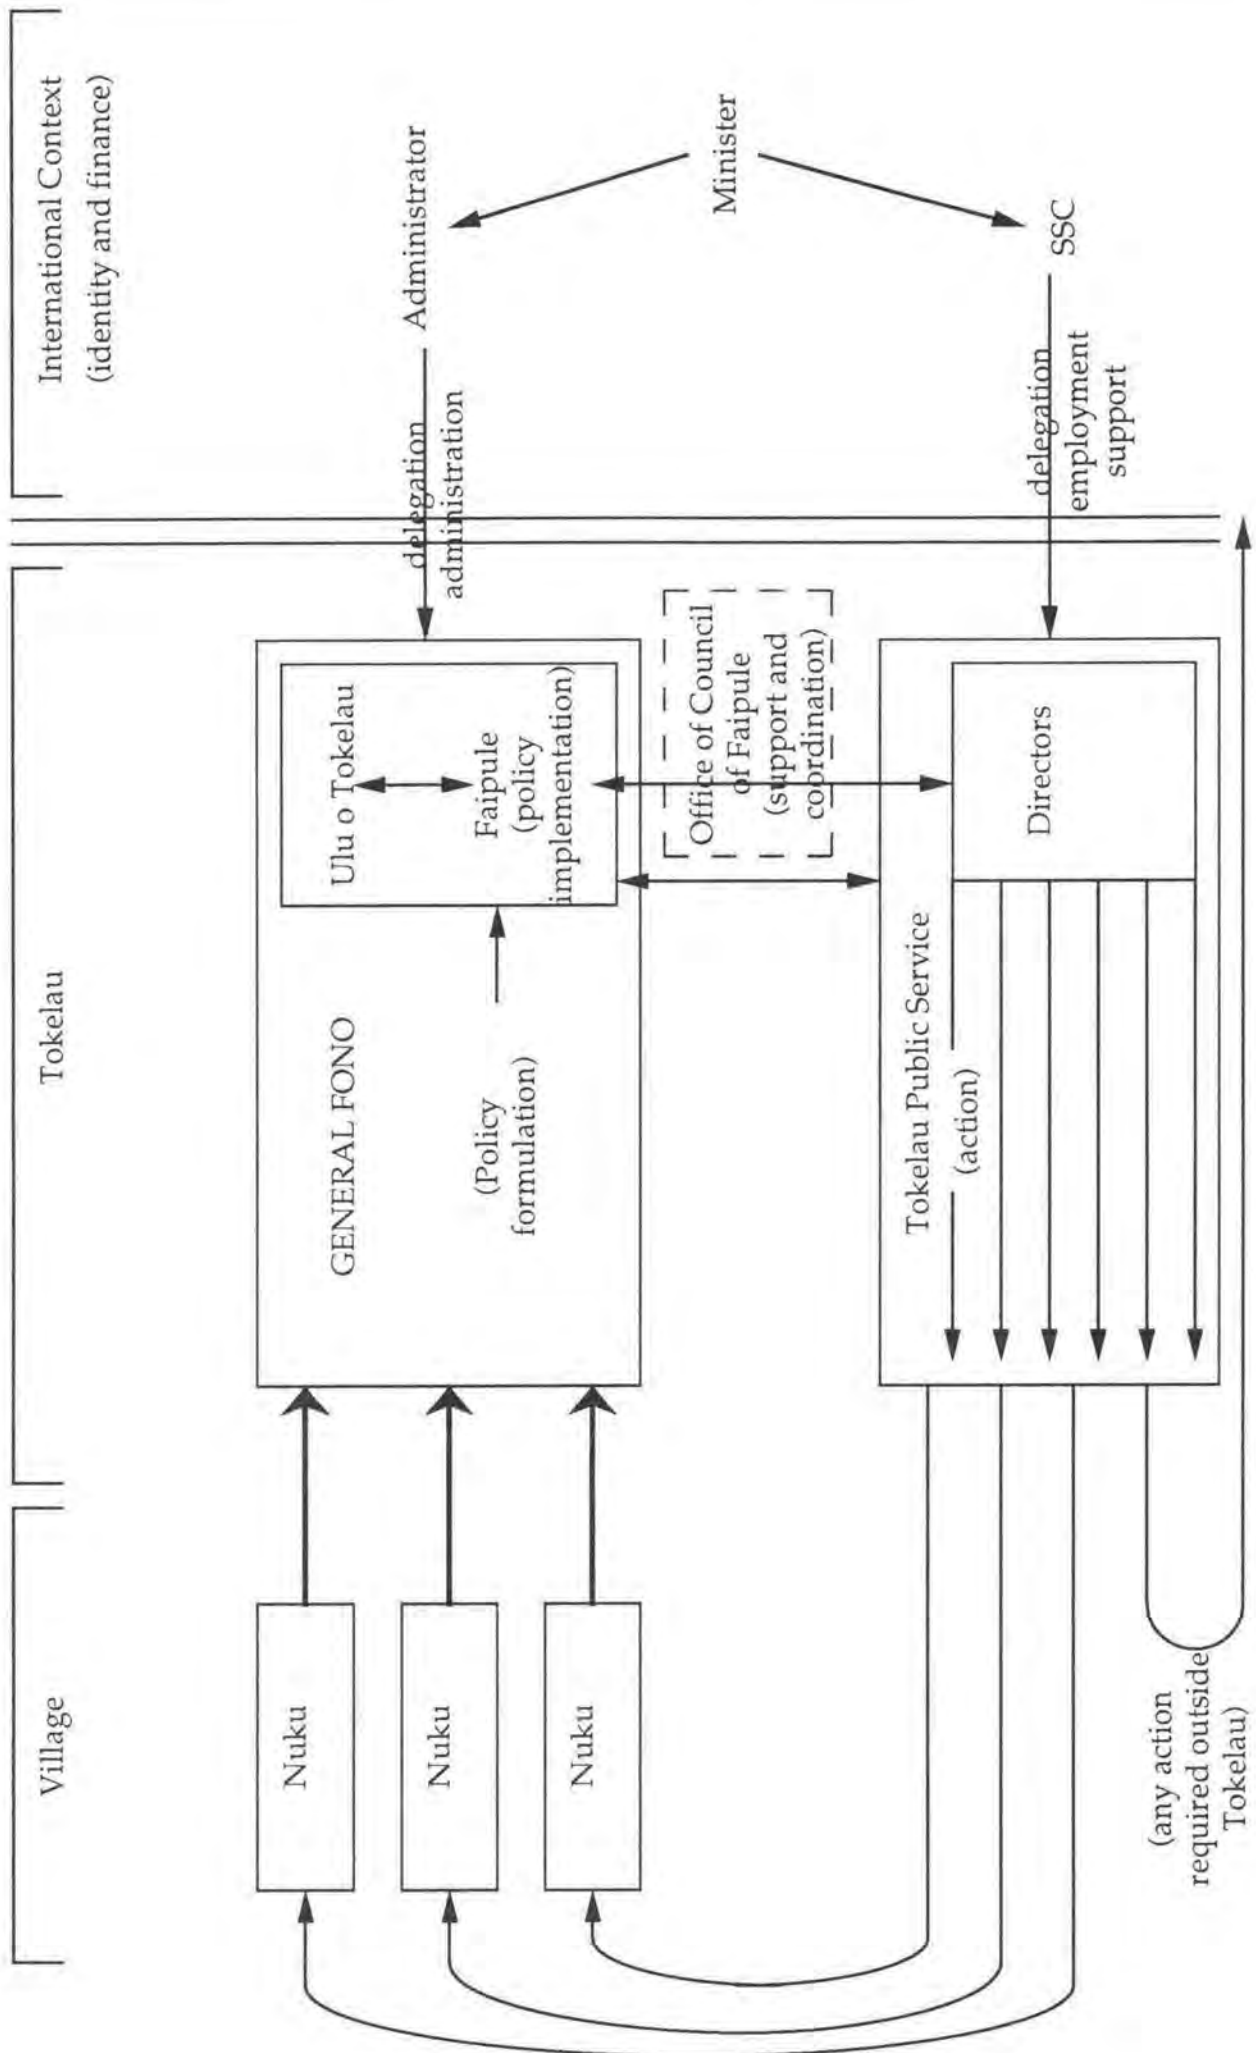 Village
Tokelau
International Context
(identity and finance)
Nuku
Nuku
Nuku
GENERAL FONO
(Policy
formulation)
Ulu o Tokelau
Faipule
(policy
implementation)
delegation
administration
Administrator
Minister
Office of Council
of Faipule
(support and
coordination)
Tokelau Public Service
(action)
Directors
delegation
employment
support
SSC
(any action
required outside
Tokelau)